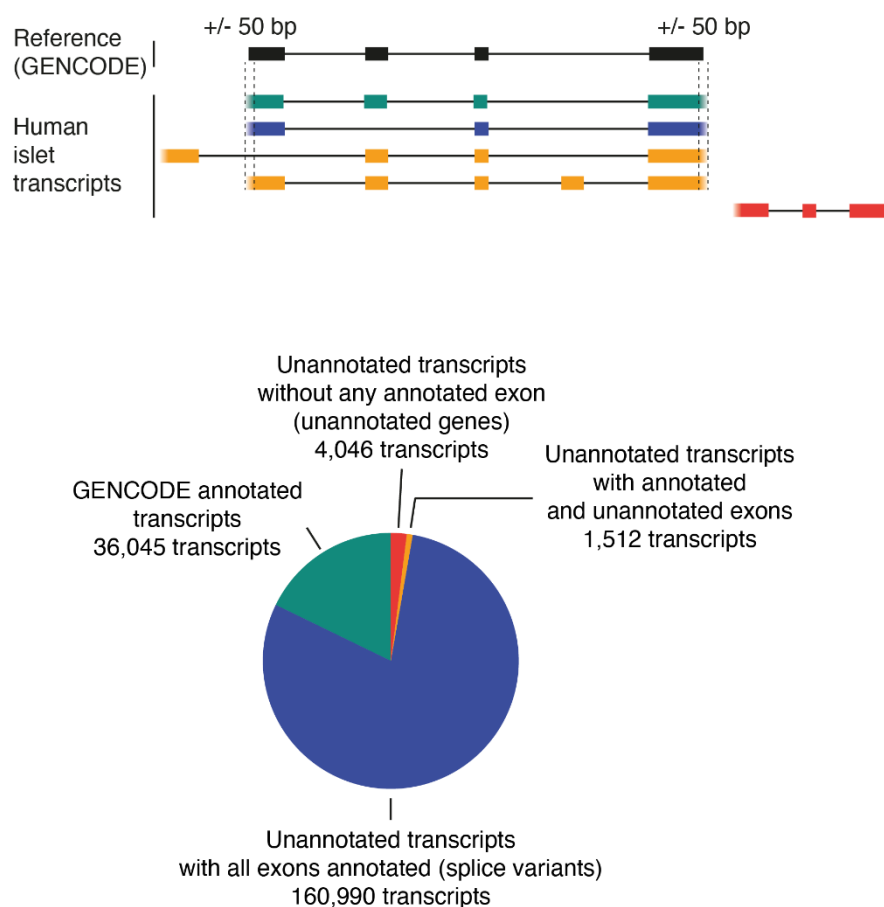 +/- 50 bp
+/- 50 bp
Reference
(GENCODE)
Human
islet
transcripts
Unannotated transcripts
without any annotated exon
(unannotated genes)
4,046 transcripts
Unannotated transcripts
with annotated
and unannotated exons
1,512 transcripts
GENCODE annotated
transcripts
36,045 transcripts
Unannotated transcripts
with all exons annotated (splice variants)
160,990 transcripts